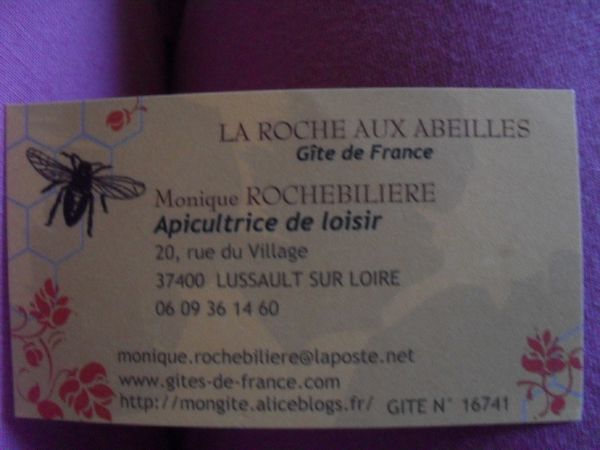 LA ROCHE AUX ABEILLES
Gîte de France
Monique ROCHEBILIERE
Apicultrice de loisir
20, rue du Village
37400 LUSSAULT SUR LOIRE
06 09 36 14 60
monique.rochebiliere@laposte.net
www.gites-de-france.com
http://mongite.aliceblogs.fr/ GITE N° 16741